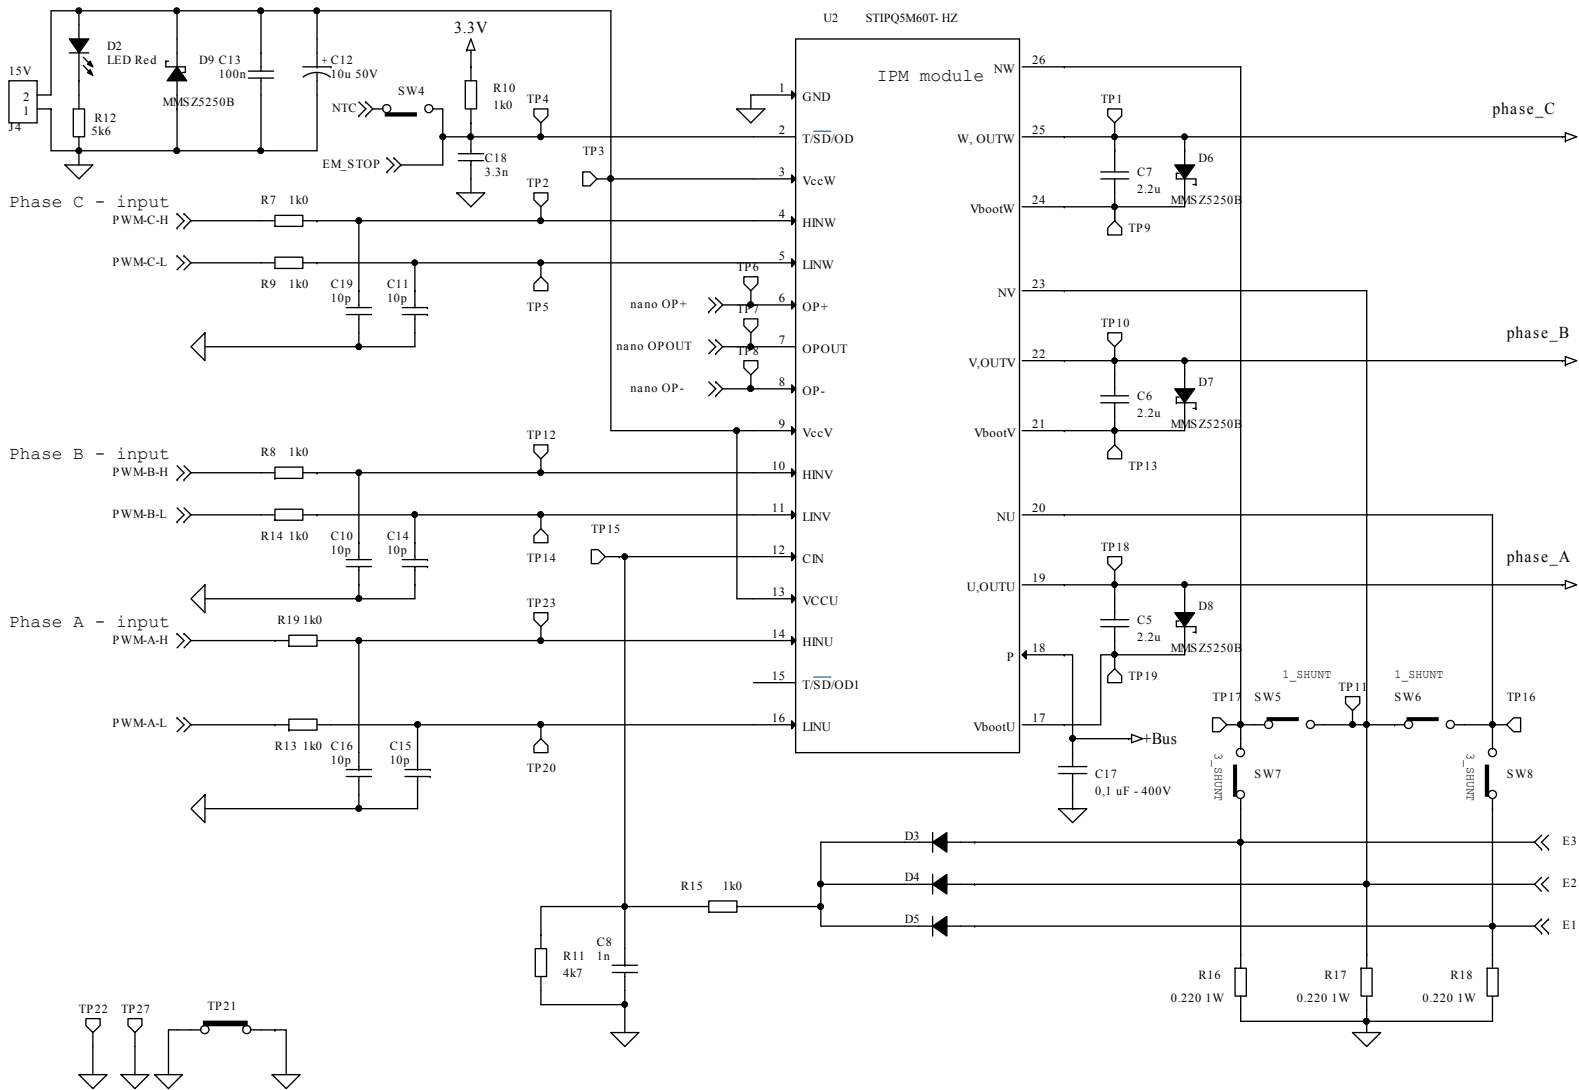 U2 STIPQ5M60T-HZ
IPM module
15V
2
1
J4
D2
LED Red
R12
5k6
D9
MMSZ5250B
C13
100n
+ C12
10u 50V
3.3V
R10
1k0
NTC
SW4
EM_STOP
C18
3.3n
TP4
TP3
Phase C - input
PWM-C-H
R7 1k0
TP2
PWM-C-L
R9 1k0
C19
10p
C11
10p
TP5
TP6
nano OP+
TP7
nano OPOUT
TP8
nano OP-
Phase B - input
PWM-B-H
R8 1k0
TP12
PWM-B-L
R14 1k0
C10
10p
C14
10p
TP14
TP15
Phase A - input
PWM-A-H
R19 1k0
TP23
PWM-A-L
R13 1k0
C16
10p
C15
10p
TP20
1 GND
2 T/SD/OD
3 VccW
4 HINW
5 LINW
6 OP+
7 OPOUT
8 OP-
9 VccV
10 HINV
11 LINV
12 CIN
13 VCCU
14 HINU
15 T/SD/OD1
16 LINU
NW 26
W, OUTW 25
VbootW 24
NV 23
V,OUTV 22
VbootV 21
NU 20
U,OUTU 19
P 18
VbootU 17
TP1
C7
2.2u
D6
MMSZ5250B
TP9
phase_C
TP10
C6
2.2u
D7
MMSZ5250B
TP13
phase_B
TP18
C5
2.2u
D8
MMSZ5250B
TP19
phase_A
+Bus
C17
0,1 uF - 400V
1_SHUNT
1_SHUNT
TP17
SW5
TP11
SW6
TP16
3_SHUNT
SW7
3_SHUNT
SW8
D3
E3
D4
E2
D5
E1
R15 1k0
R11
4k7
C8
1n
R16
0.220 1W
R17
0.220 1W
R18
0.220 1W
TP22
TP27
TP21